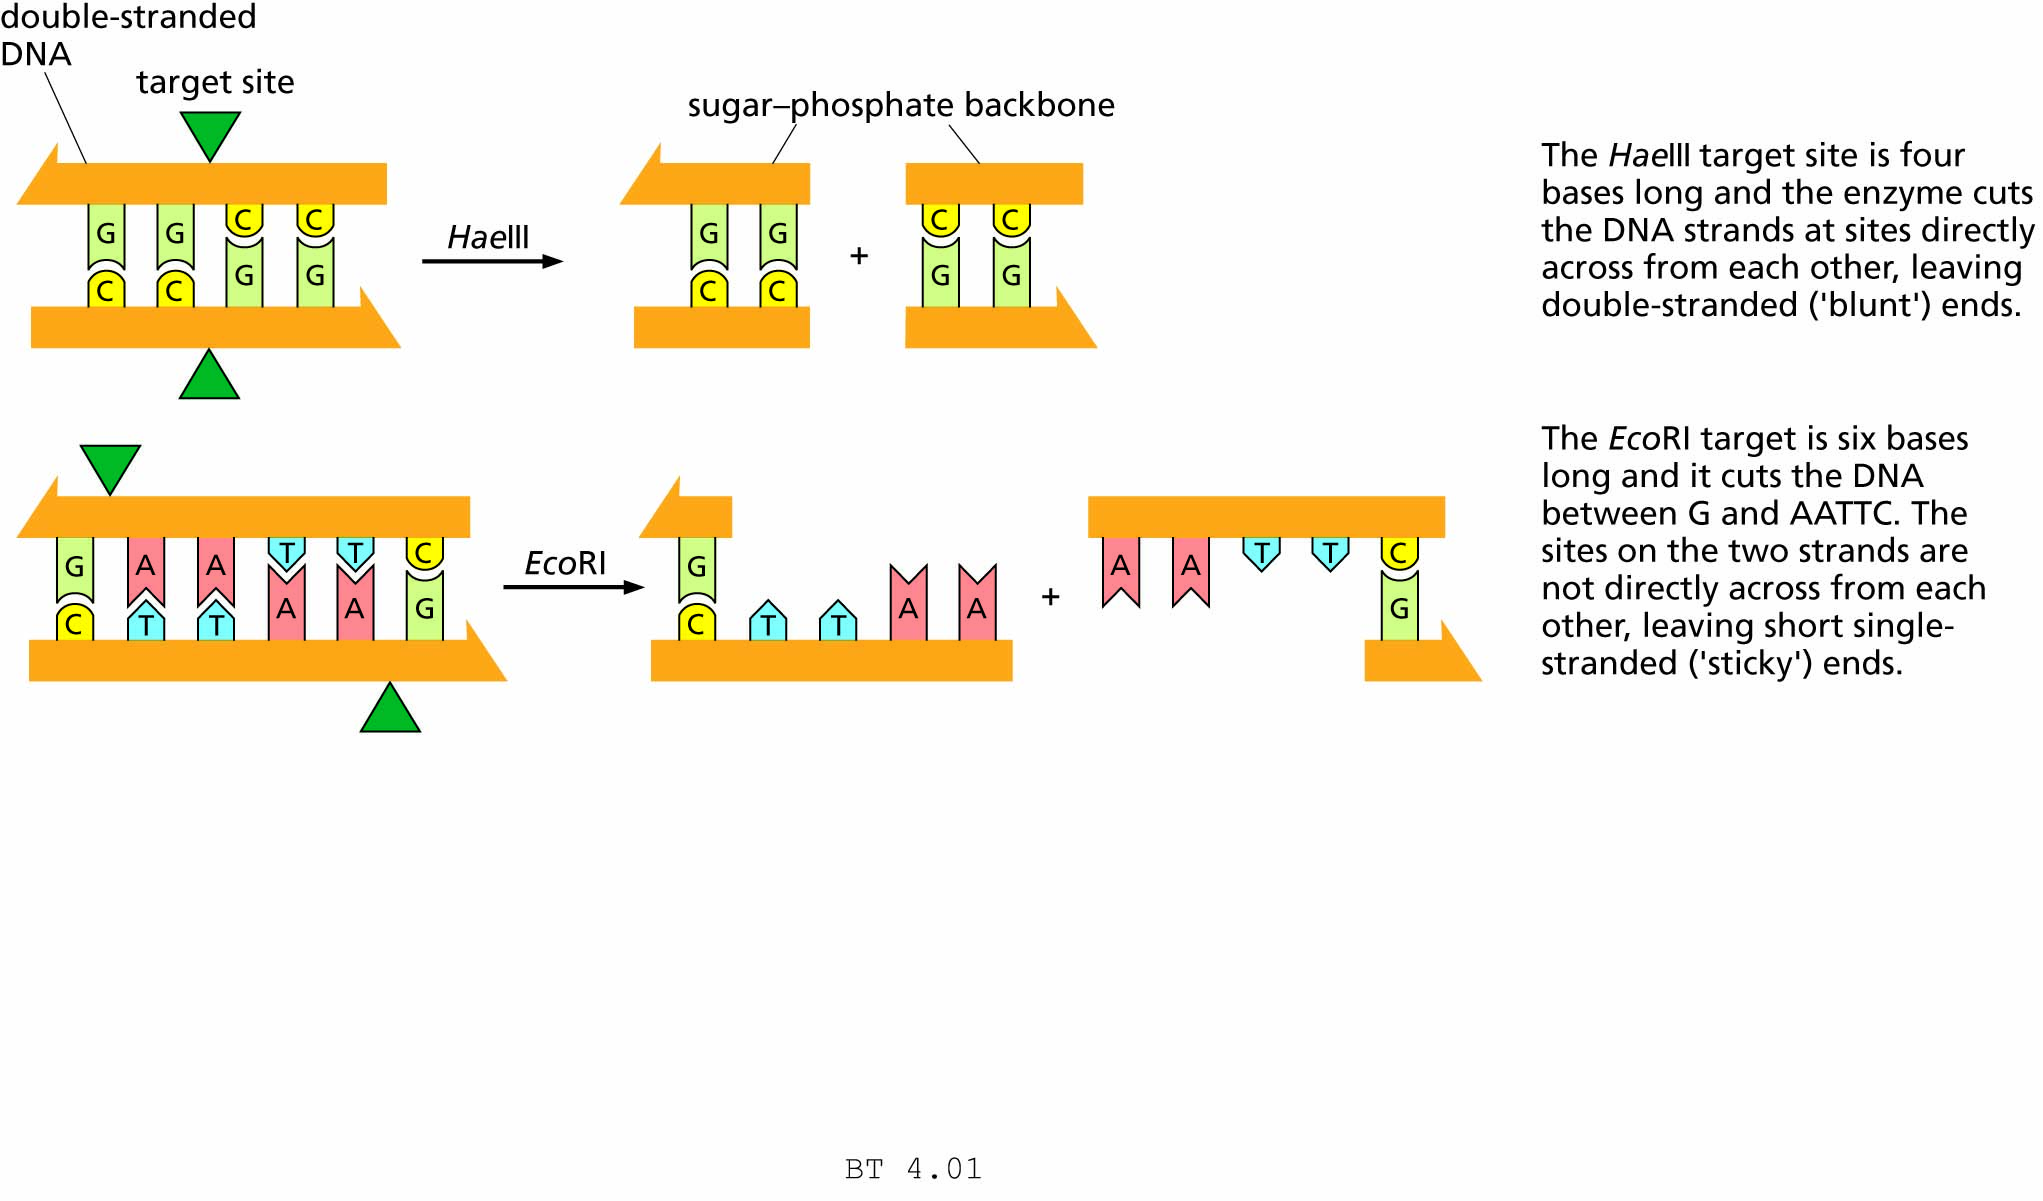 double-stranded
DNA
target site
sugar–phosphate backbone
G G C C
C C G G
HaeIII
G G
C C
+
C C
G G
The HaeIII target site is four
bases long and the enzyme cuts
the DNA strands at sites directly
across from each other, leaving
double-stranded ('blunt') ends.
G A A T T C
C T T A A G
EcoRI
G
C T T A A
+
A A T T C
G
The EcoRI target is six bases
long and it cuts the DNA
between G and AATTC. The
sites on the two strands are
not directly across from each
other, leaving short single-
stranded ('sticky') ends.
BT 4.01